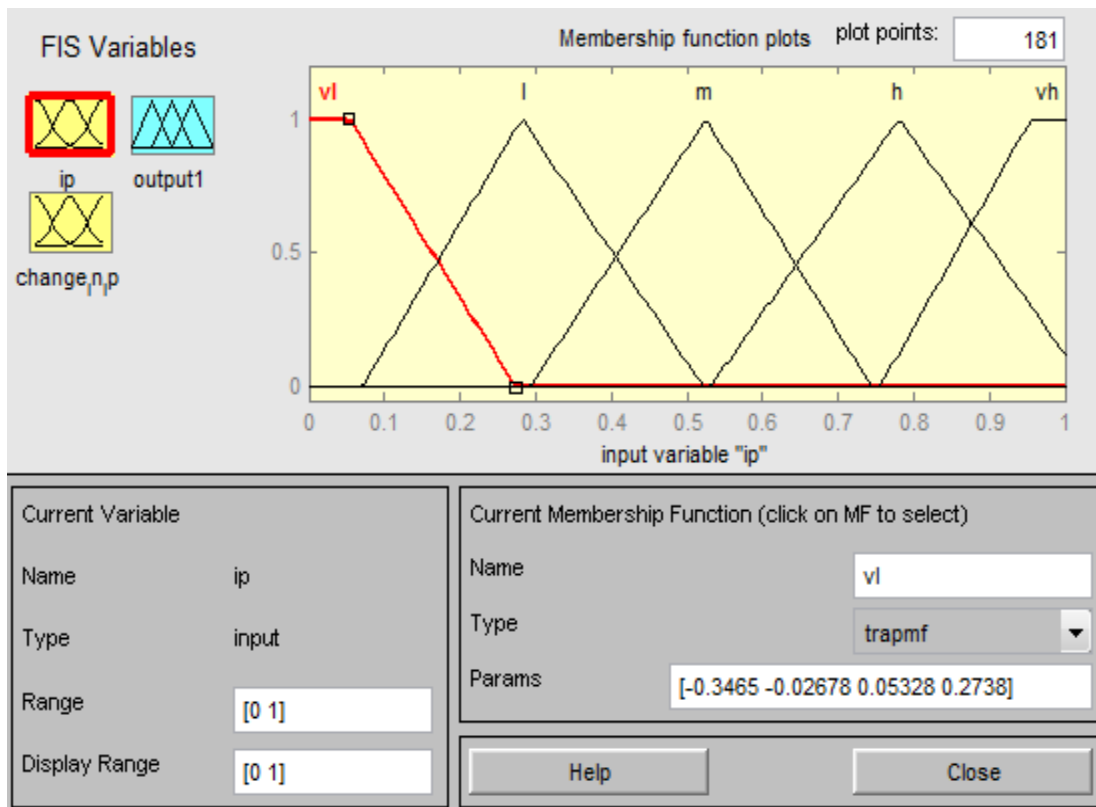 FIS Variables
Membership function plots
plot points:
181
ip
output1
change_in_ip
vl
l
m
h
vh
1
0.5
0
0
0.1
0.2
0.3
0.4
0.5
0.6
0.7
0.8
0.9
1
input variable "ip"
Current Variable
Name ip
Type input
Range [0 1]
Display Range [0 1]
Current Membership Function (click on MF to select)
Name vl
Type trapmf
Params [-0.3465 -0.02678 0.05328 0.2738]
Help
Close